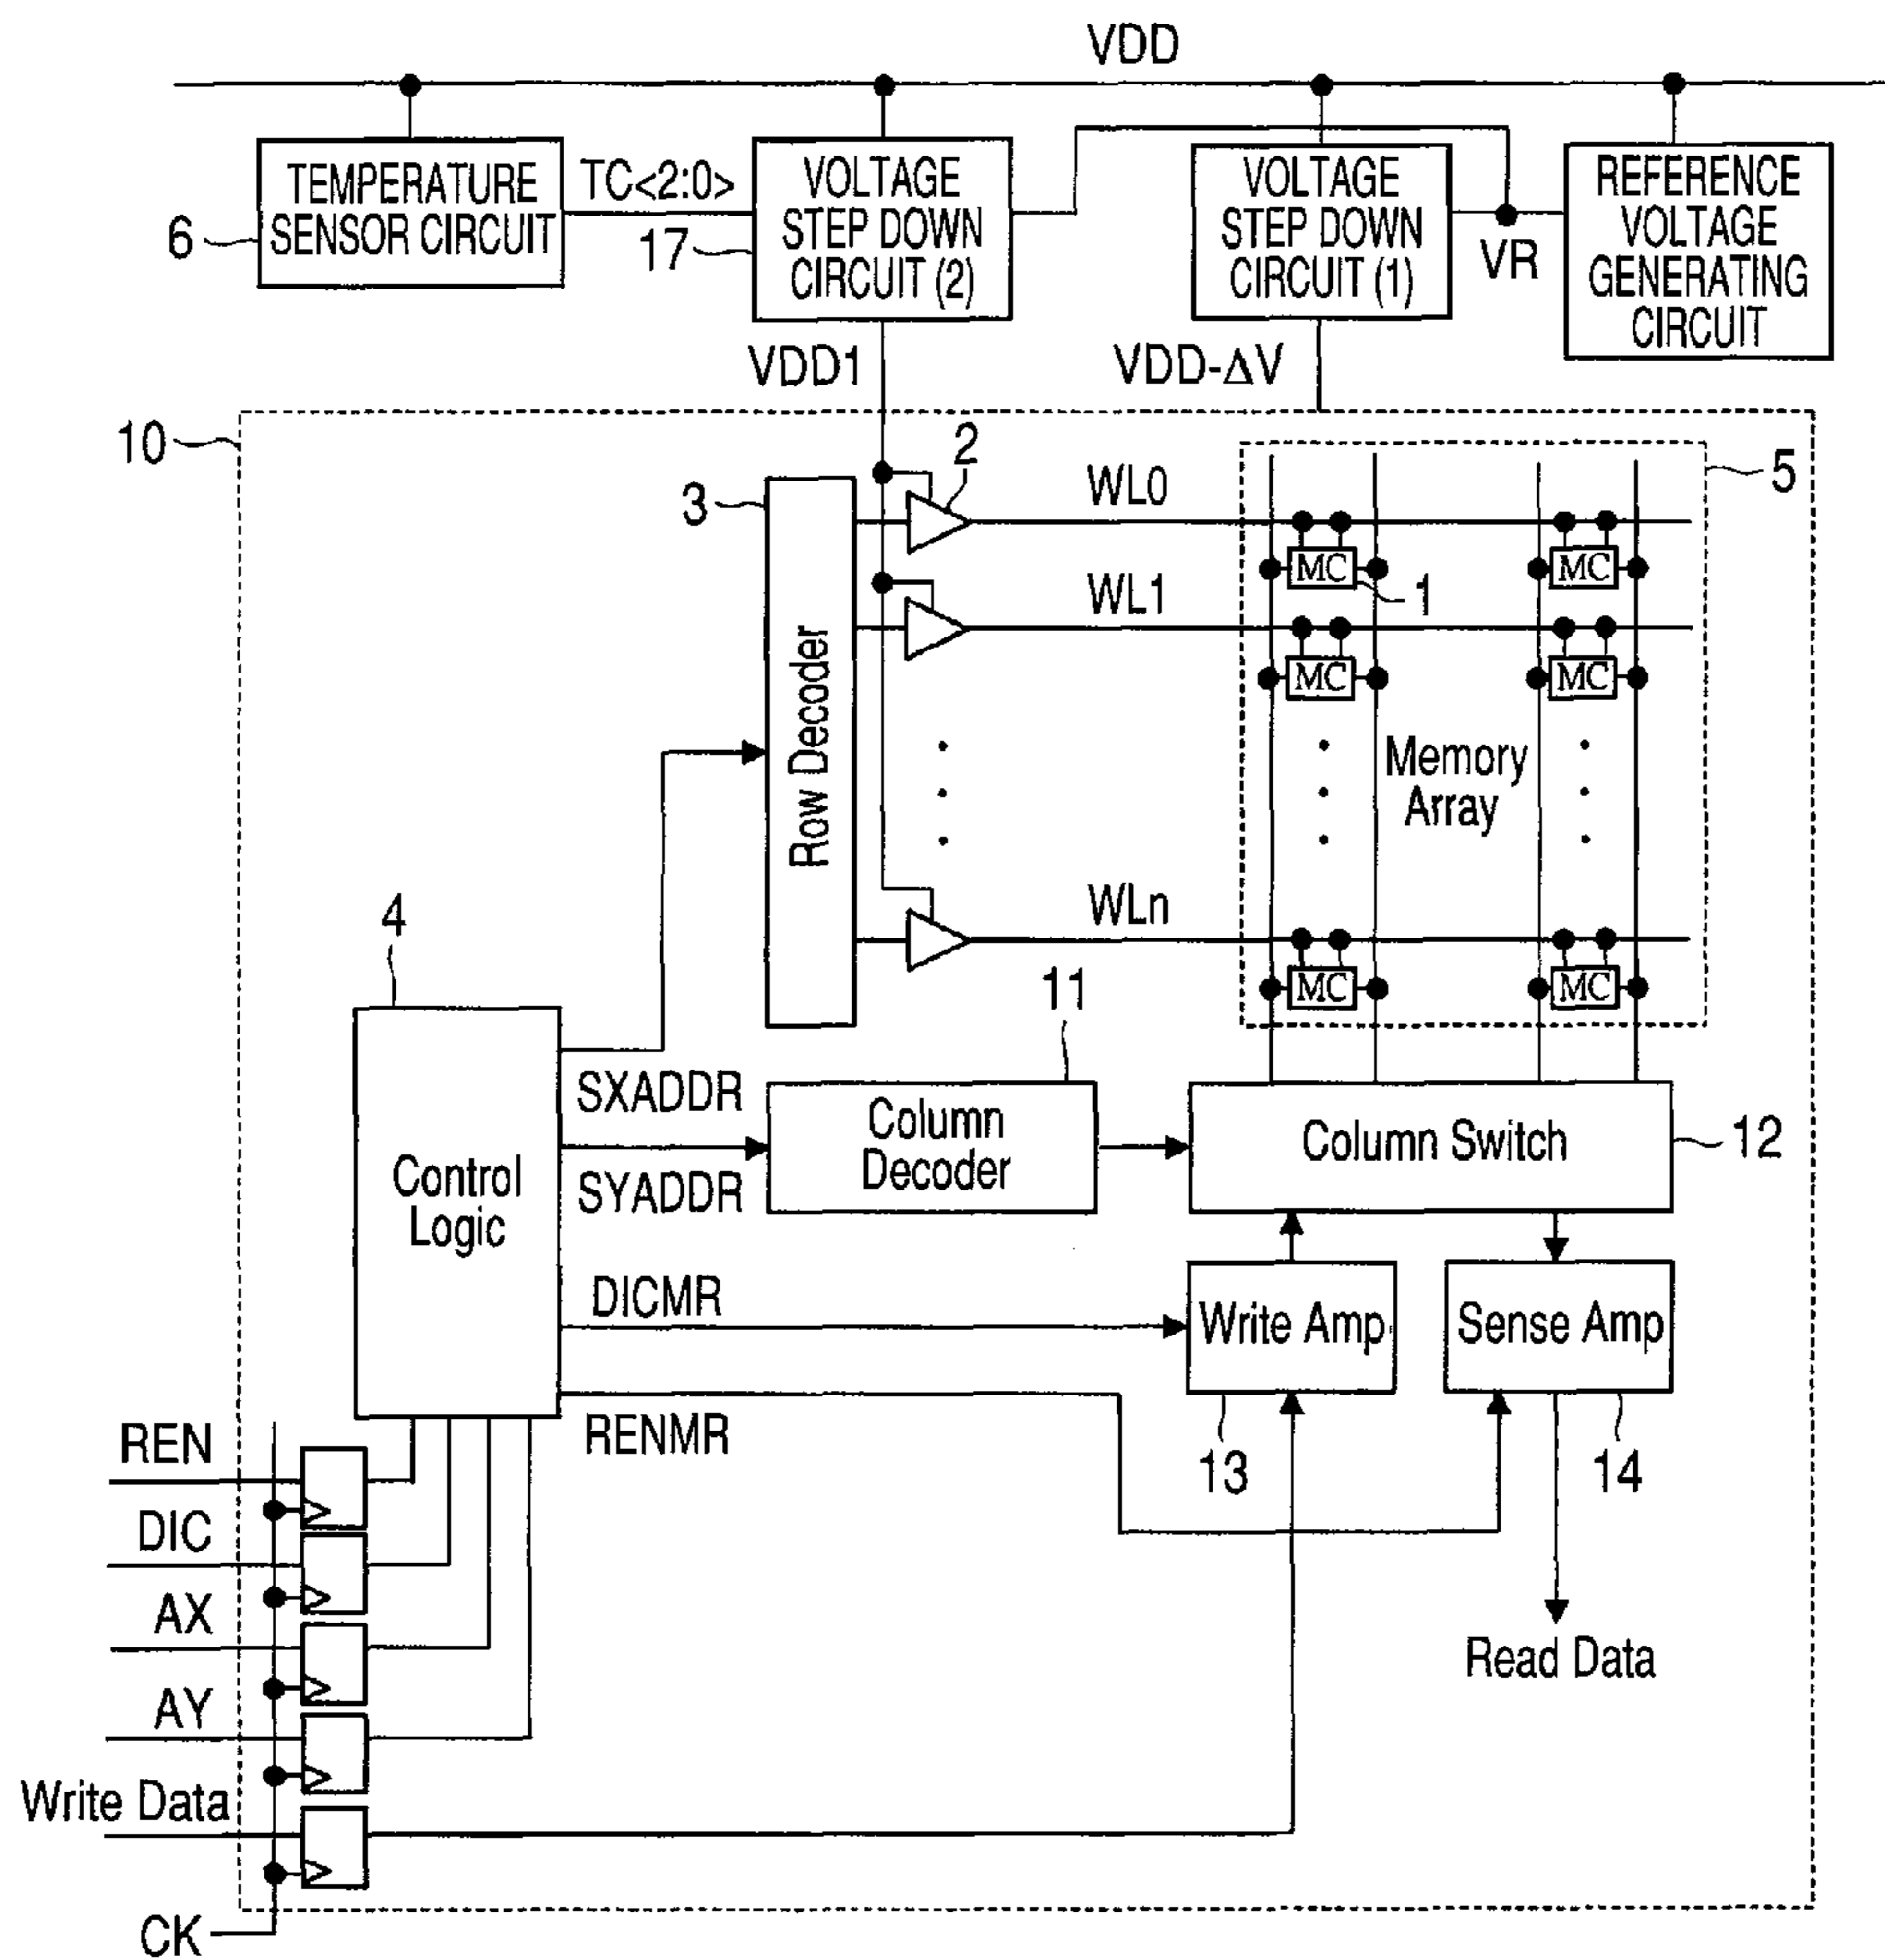 VDD
TEMPERATURE
SENSOR CIRCUIT
6
TC<2:0>
VOLTAGE
STEP DOWN
CIRCUIT (2)
17
VOLTAGE
STEP DOWN
CIRCUIT (1)
VR
REFERENCE
VOLTAGE
GENERATING
CIRCUIT
VDD1
VDD-ΔV
10
3
2
WL0
5
MC
MC
1
WL1
MC
MC
Row Decoder
Memory
Array
WLn
MC
MC
4
11
Control
Logic
SXADDR
SYADDR
Column
Decoder
Column Switch
12
DICMR
Write Amp
Sense Amp
RENMR
13
14
REN
DIC
AX
AY
Write Data
CK
Read Data